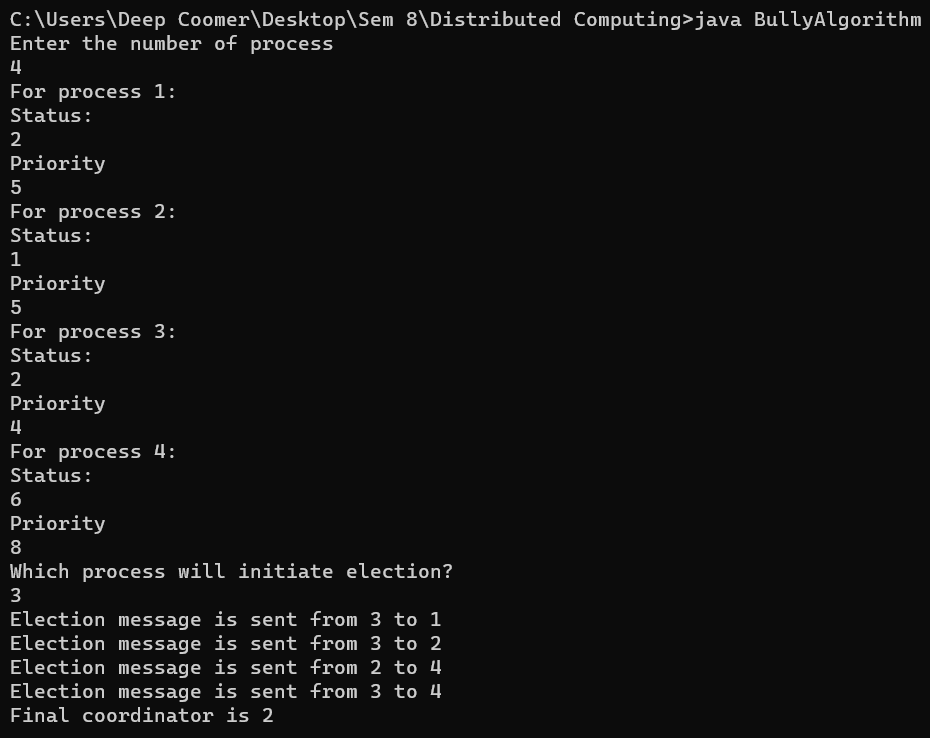 C:\Users\Deep Coomer\Desktop\Sem 8\Distributed Computing>java BullyAlgorithm
Enter the number of process
4
For process 1:
Status:
2
Priority
5
For process 2:
Status:
1
Priority
5
For process 3:
Status:
2
Priority
4
For process 4:
Status:
6
Priority
8
Which process will initiate election?
3
Election message is sent from 3 to 1
Election message is sent from 3 to 2
Election message is sent from 2 to 4
Election message is sent from 3 to 4
Final coordinator is 2